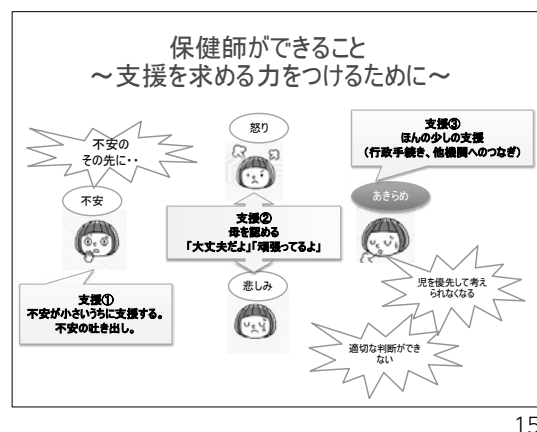 保健師ができること
～支援を求める力をつけるために～
不安の
その先に・・
怒り
支援③
ほんの少しの支援
（行政手続き、他機関へのつなぎ）
不安
あきらめ
支援②
母を認める
「大丈夫だよ」「頑張ってるよ」
支援①
不安が小さいうちに支援する。
不安の吐き出し。
悲しみ
児を優先して考え
られなくなる
適切な判断ができ
ない
15